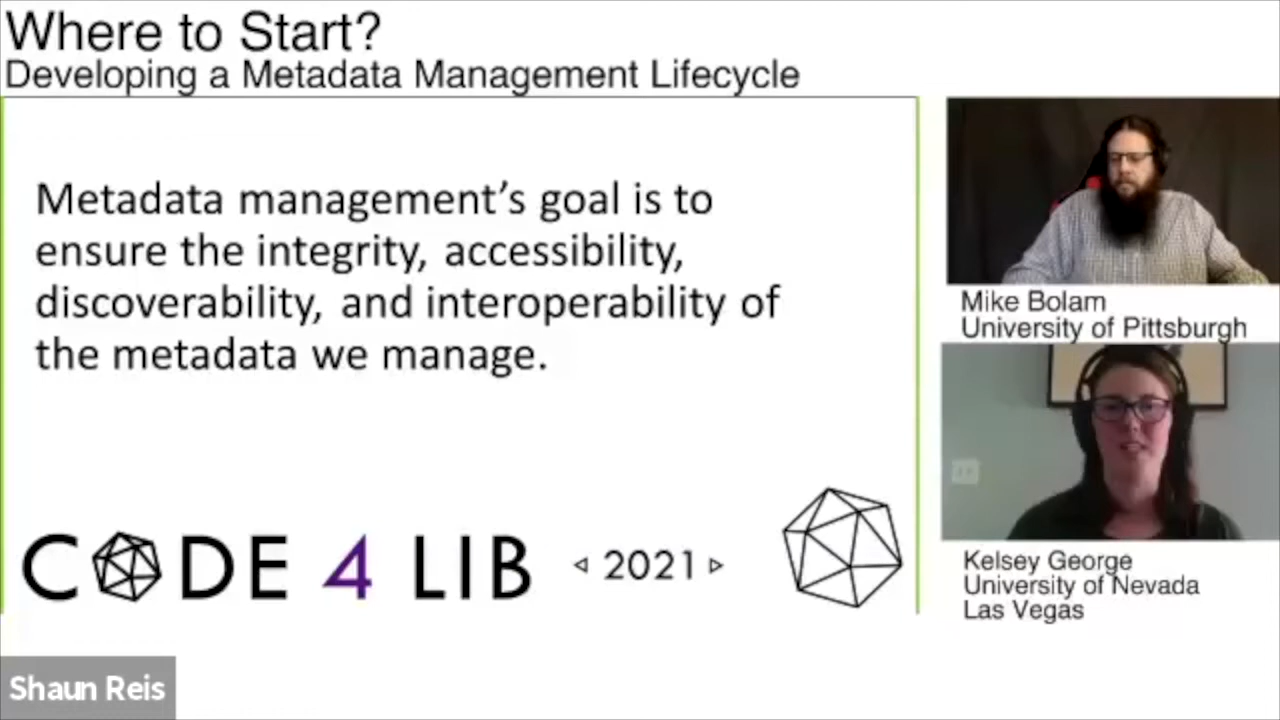 Where to Start?
Developing a Metadata Management Lifecycle
Metadata management’s goal is to
ensure the integrity, accessibility,
discoverability, and interoperability of
the metadata we manage.
CODE 4 LIB
◃ 2021 ▹
Mike Bolam
University of Pittsburgh
Kelsey George
University of Nevada
Las Vegas
Shaun Reis